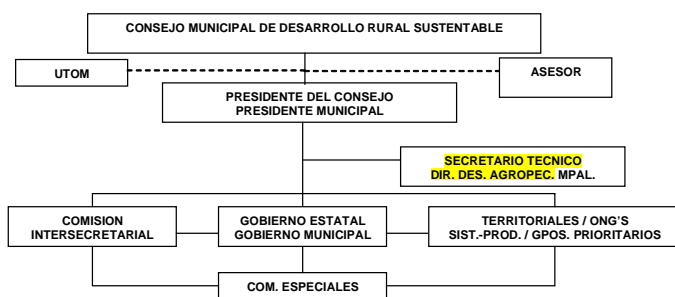 CONSEJO MUNICIPAL DE DESARROLLO RURAL SUSTENTABLE
UTOM
ASESOR
PRESIDENTE DEL CONSEJO
PRESIDENTE MUNICIPAL
SECRETARIO TECNICO
DIR. DES. AGROPEC. MPAL.
COMISION
INTERSECRETARIAL
GOBIERNO ESTATAL
GOBIERNO MUNICIPAL
TERRITORIALES / ONG'S
SIST.-PROD. / GPOS. PRIORITARIOS
COM. ESPECIALES